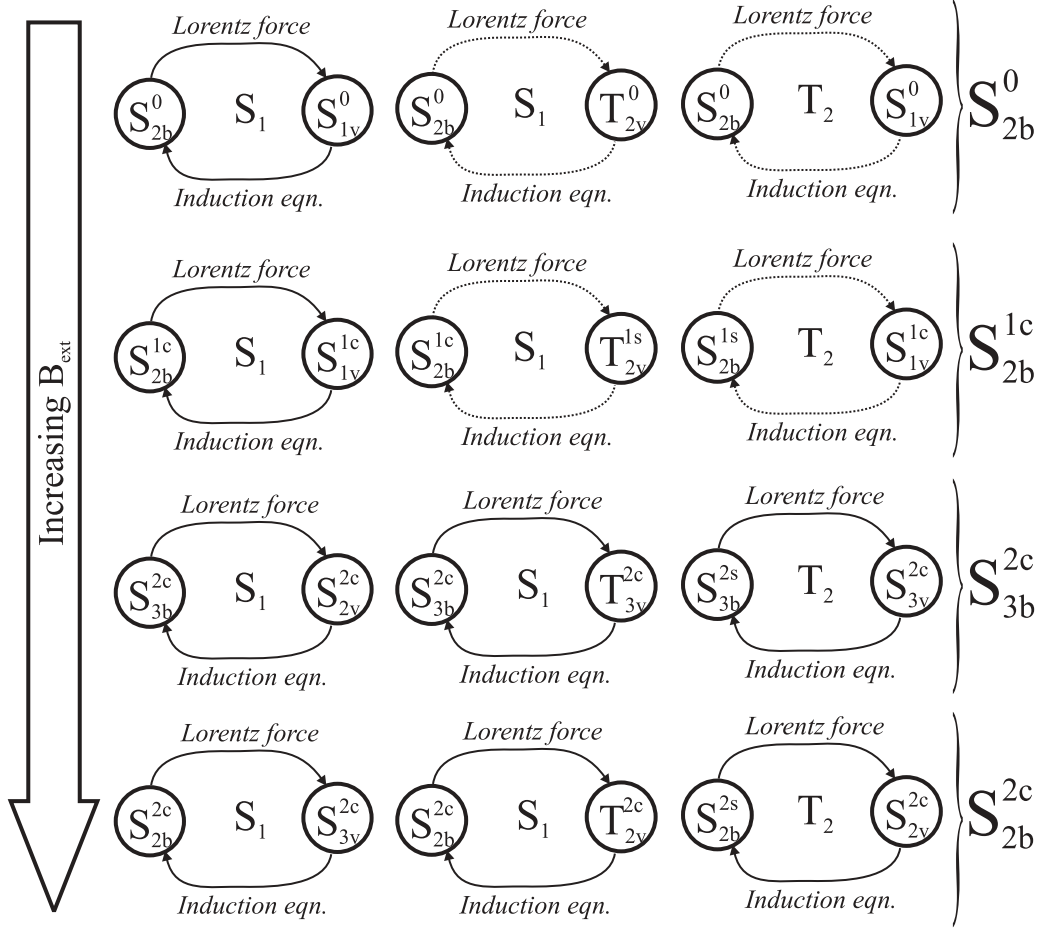 Increasing B_ext
Lorentz force Lorentz force Lorentz force
S^0_2b S_1 S^0_1v S^0_2b S_1 T^0_2v S^0_2b T_2 S^0_1v S^0_2b
Induction eqn. Induction eqn. Induction eqn.
Lorentz force Lorentz force Lorentz force
S^1c_2b S_1 S^1c_1v S^1c_2b S_1 T^1s_2v S^1s_2b T_2 S^1c_1v S^1c_2b
Induction eqn. Induction eqn. Induction eqn.
Lorentz force Lorentz force Lorentz force
S^2c_3b S_1 S^2c_2v S^2c_3b S_1 T^2c_3v S^2s_3b T_2 S^2c_3v S^2c_3b
Induction eqn. Induction eqn. Induction eqn.
Lorentz force Lorentz force Lorentz force
S^2c_2b S_1 S^2c_3v S^2c_2b S_1 T^2c_2v S^2s_2b T_2 S^2c_2v S^2c_2b
Induction eqn. Induction eqn. Induction eqn.